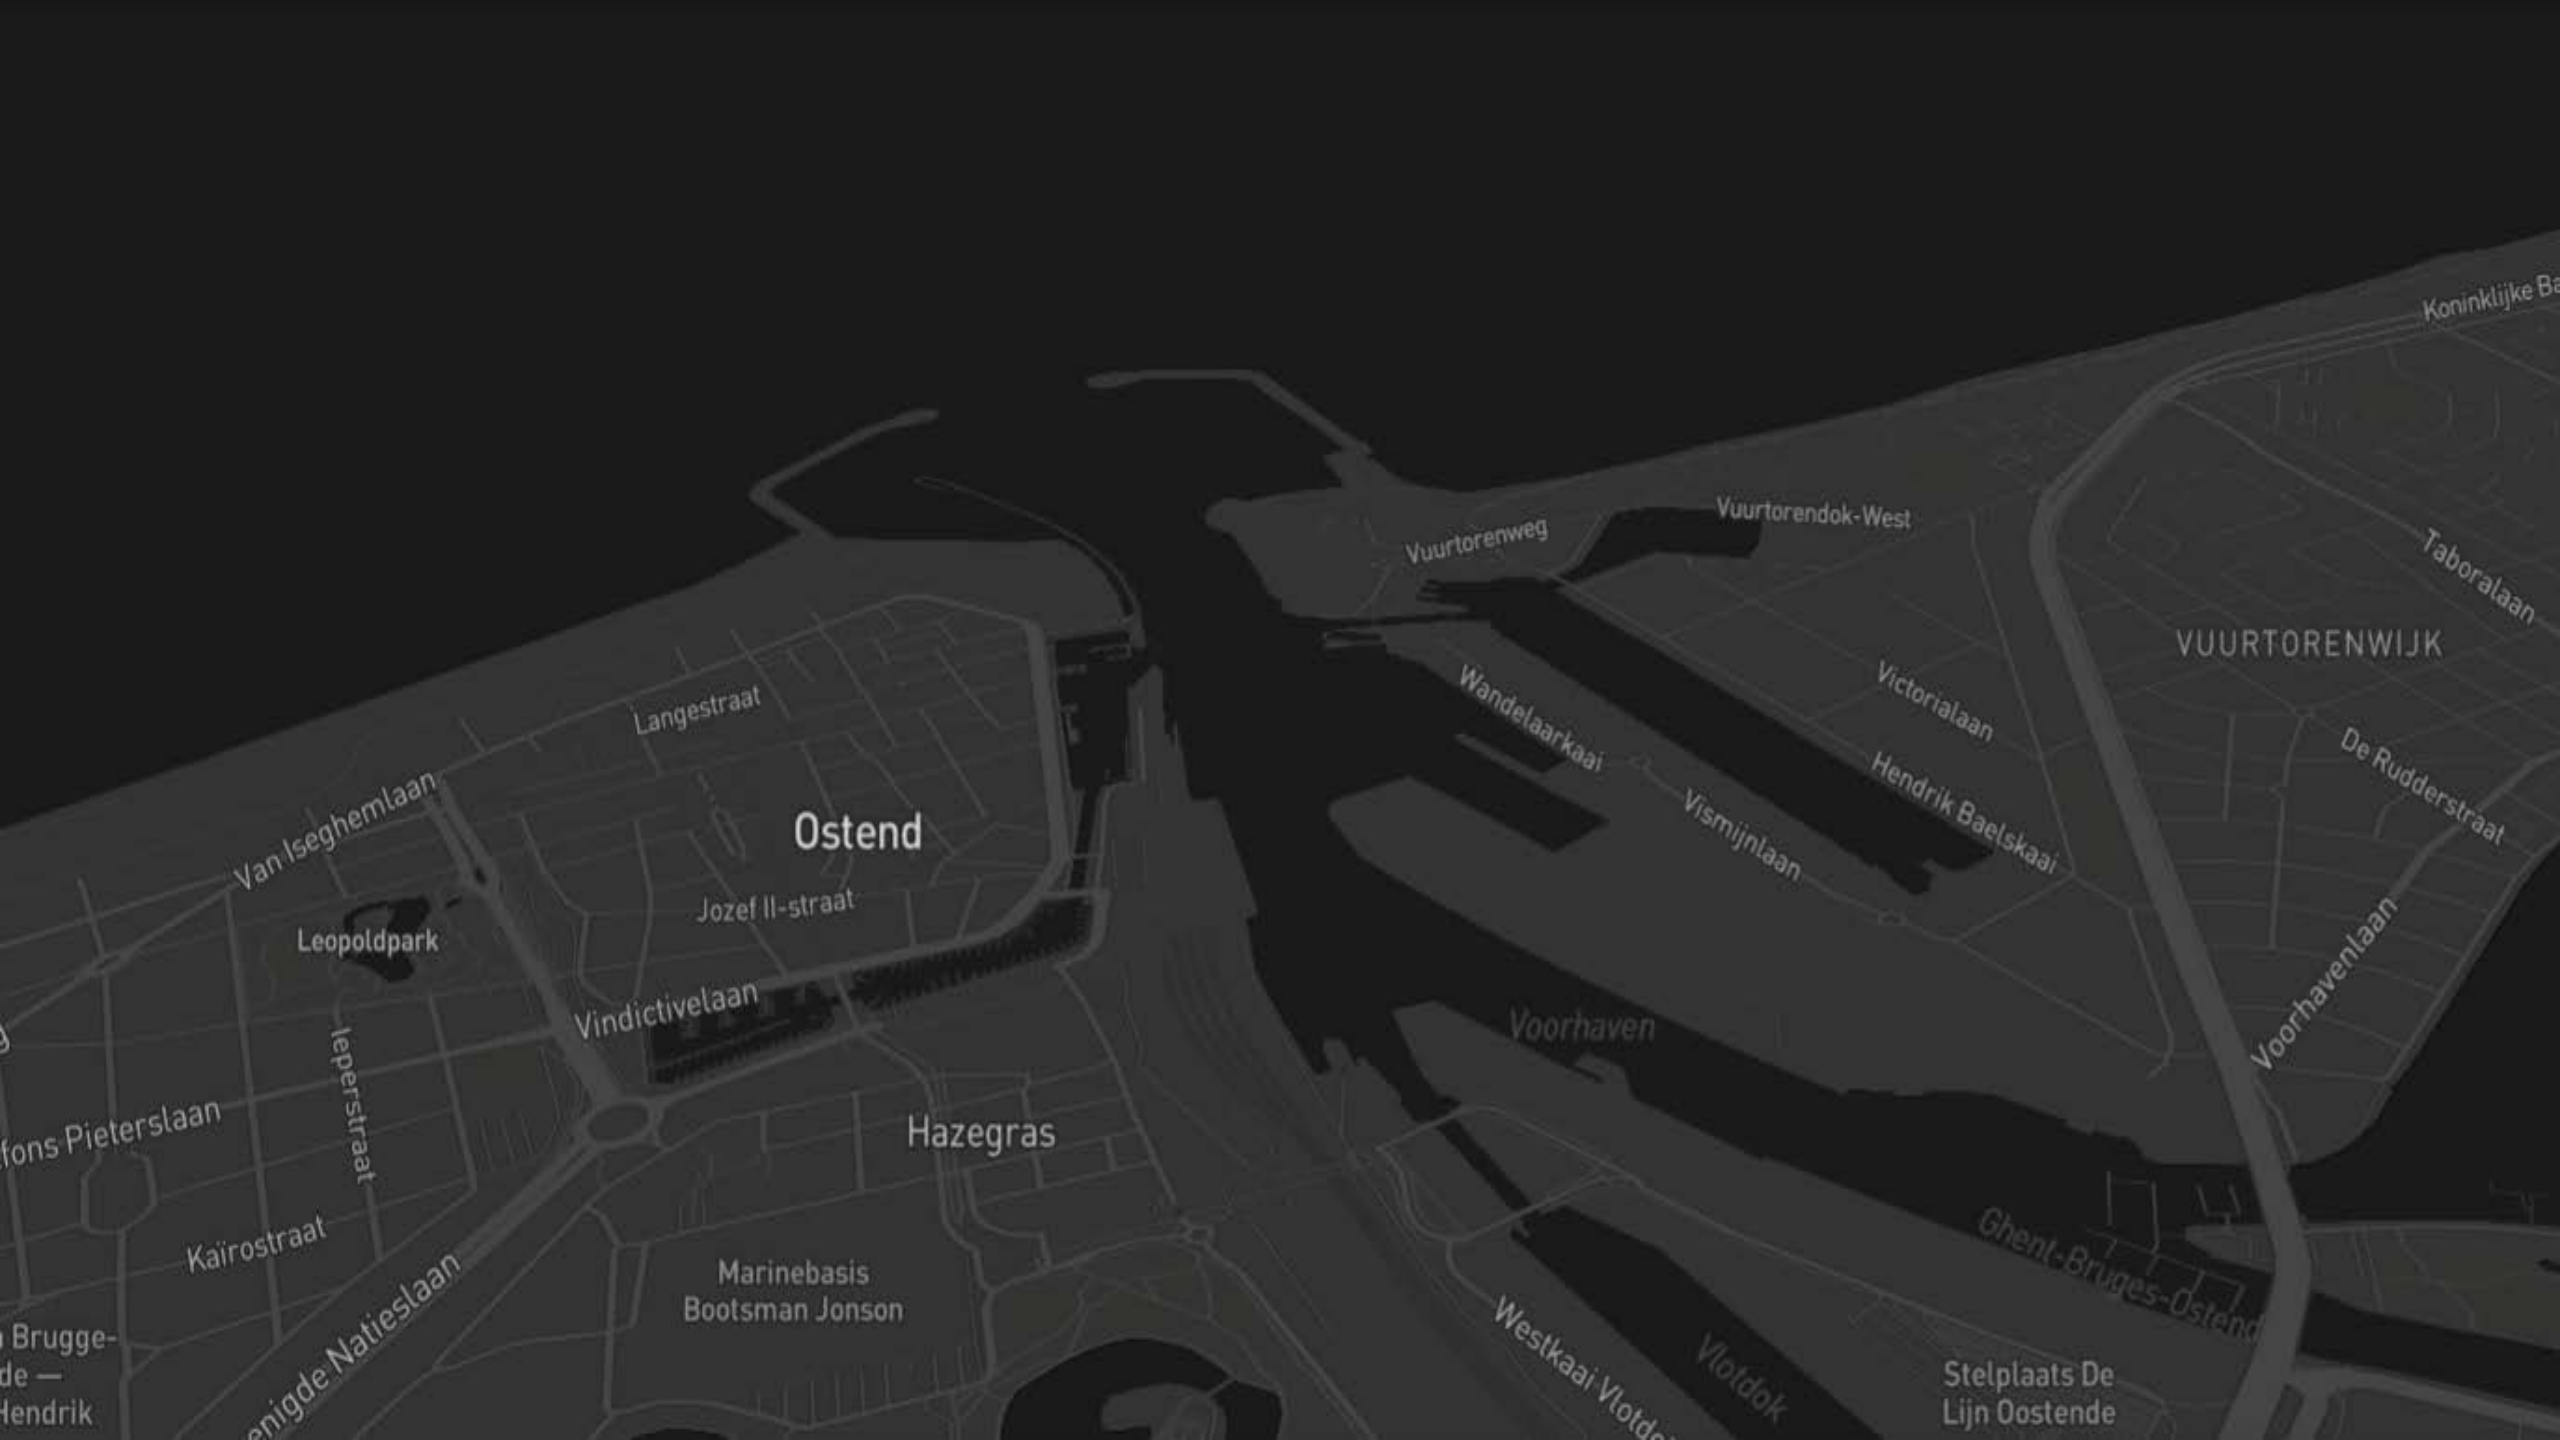 Koninklijke Ba
Vuurtorendok-West
Vuurtorenweg
Taboralaan
VUURTORENWIJK
Langestraat
Wandelaarkaai
Victorialaan
De Rudderstraat
Van Iseghemlaan
Ostend
Hendrik Baelskaai
Vismijnlaan
Jozef II-straat
Leopoldpark
Voorhavenlaan
Vindictivelaan
Voorhaven
Ieperstraat
fons Pieterslaan
Hazegras
Kaïrostraat
Ghent-Bruges-Ostend
Marinebasis
Bootsman Jonson
enigde Natieslaan
Brugge-
de —
Hendrik
Westkaai Vlotdo
Vlotdok
Stelplaats De
Lijn Oostende